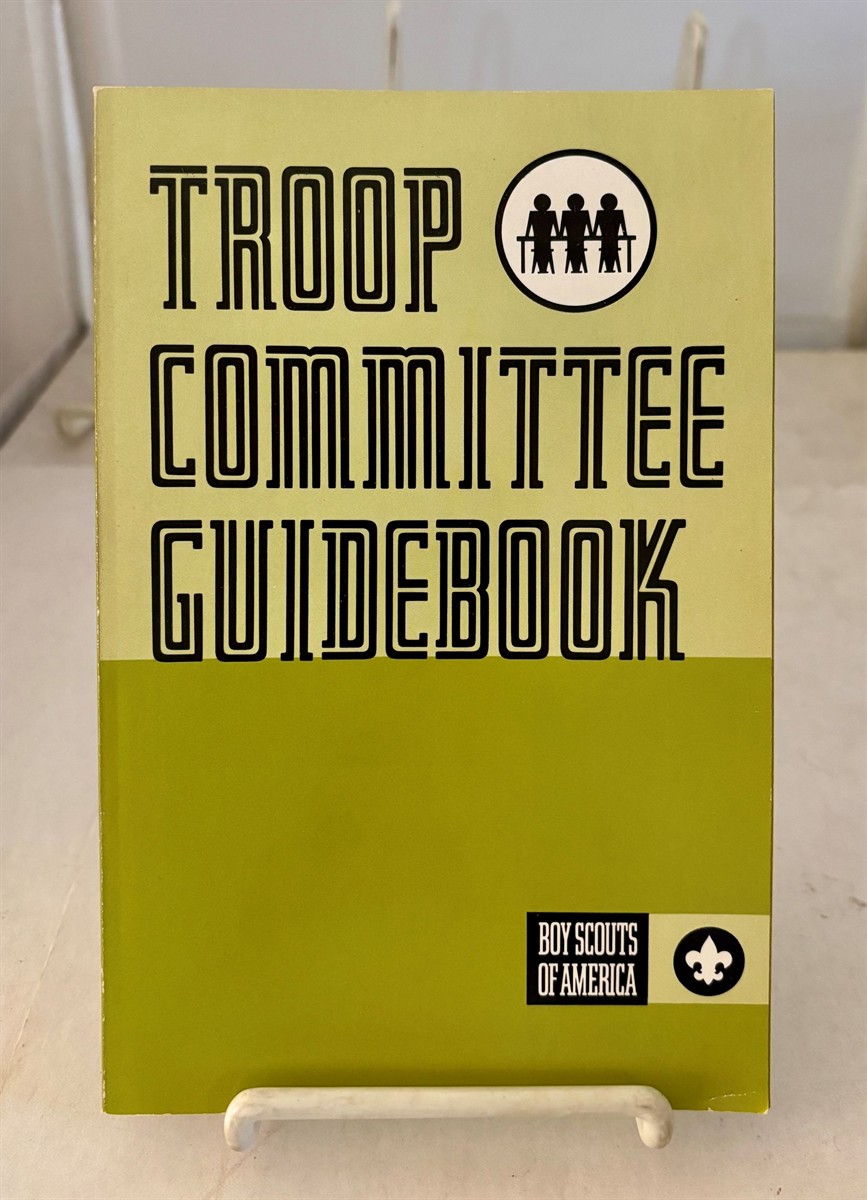 TROOP
COMMITTEE
GUIDEBOOK
BOY SCOUTS
OF AMERICA